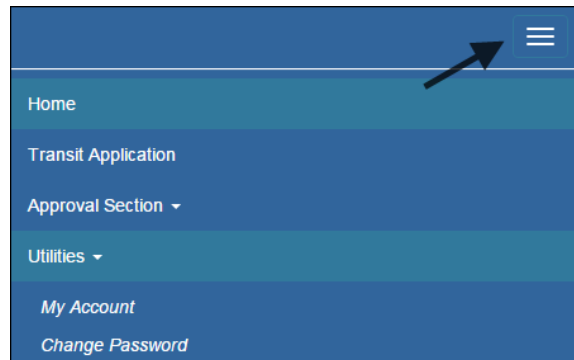 Home
Transit Application
Approval Section
Utilities
My Account
Change Password